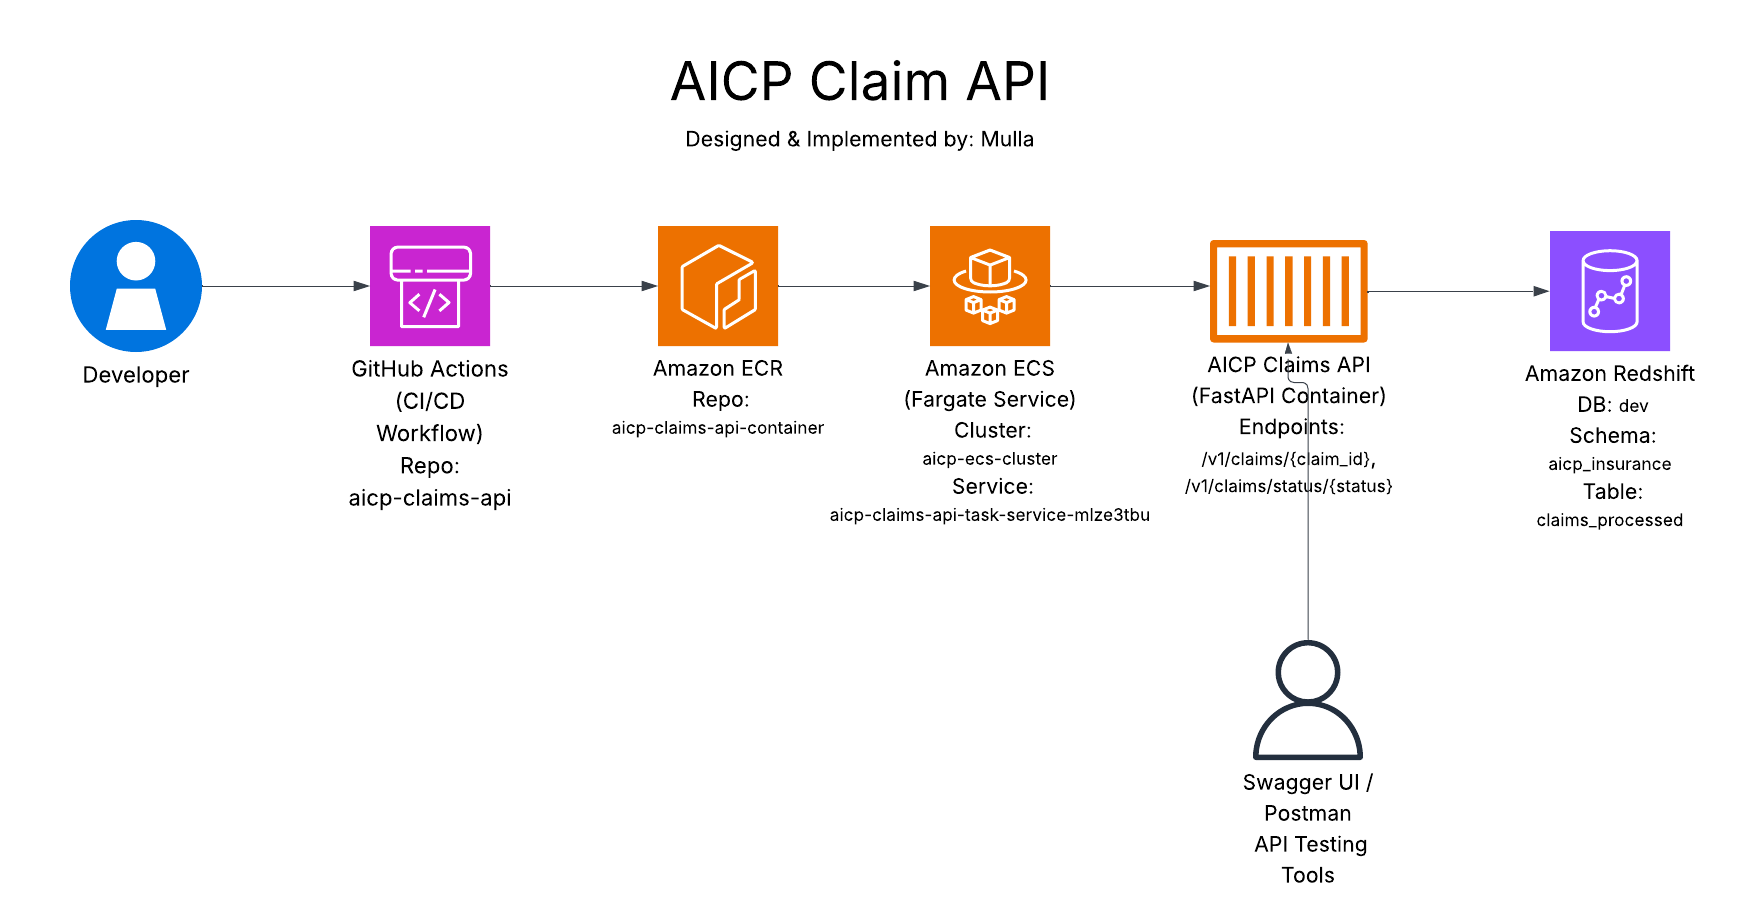 AICP Claim API
Designed & Implemented by: Mulla
Developer
GitHub Actions
(CI/CD
Workflow)
Repo:
aicp-claims-api
Amazon ECR
Repo:
aicp-claims-api-container
Amazon ECS
(Fargate Service)
Cluster:
aicp-ecs-cluster
Service:
aicp-claims-api-task-service-mlze3tbu
AICP Claims API
(FastAPI Container)
Endpoints:
/v1/claims/{claim_id},
/v1/claims/status/{status}
Amazon Redshift
DB: dev
Schema:
aicp_insurance
Table:
claims_processed
Swagger UI /
Postman
API Testing
Tools